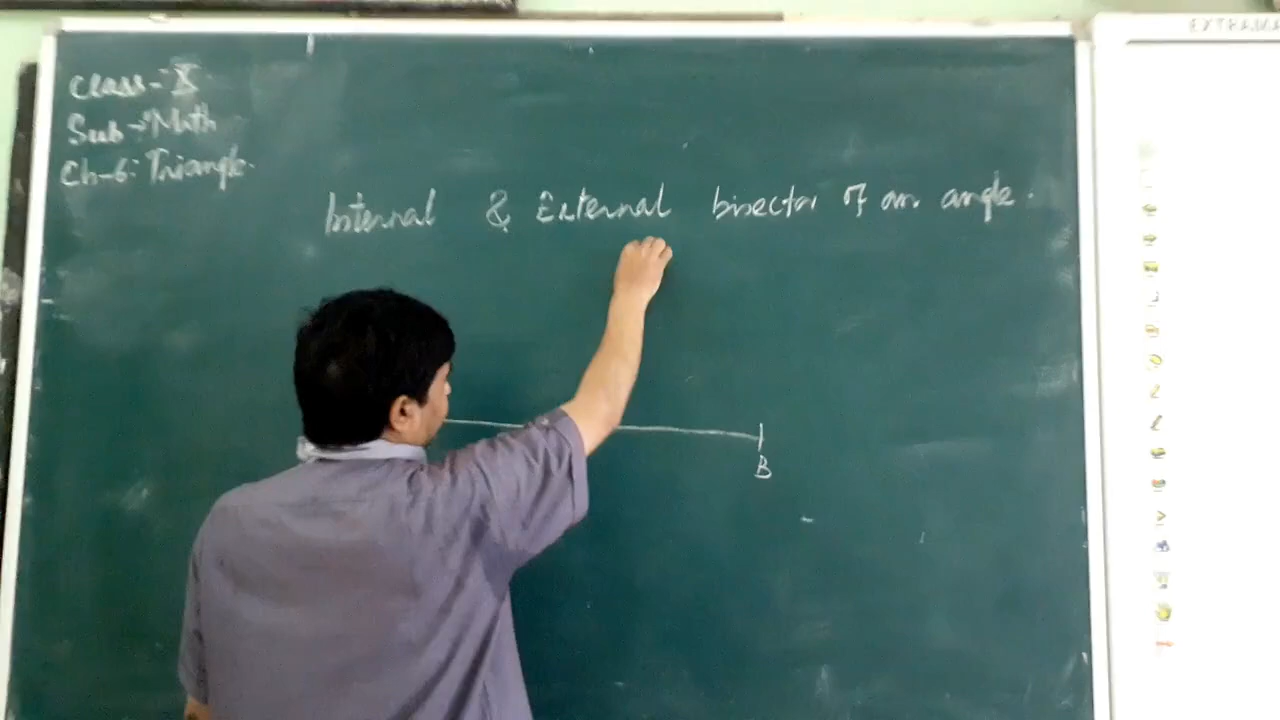 Class - X
Sub → Math
Ch-6: Triangle.
Internal & External bisector of an angle.
B